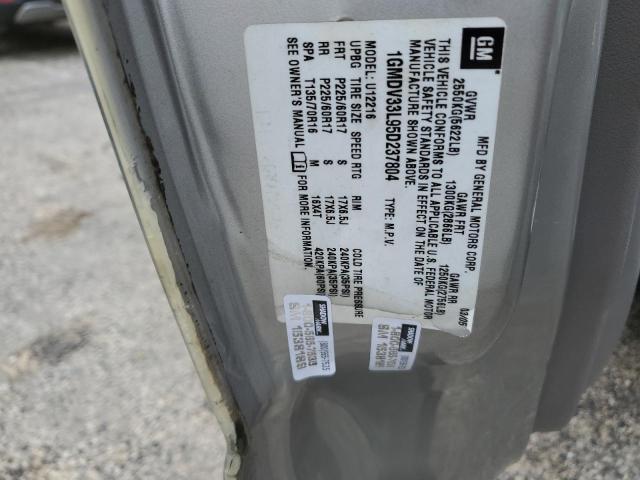 GM
MFD BY GENERAL MOTORS CORP.
GVWR GAWR FRT GAWR RR
2550KG(5622LB) 1300KG(2866LB) 1250KG(2756LB)
THIS VEHICLE CONFORMS TO ALL APPLICABLE U.S. FEDERAL MOTOR
VEHICLE SAFETY STANDARDS IN EFFECT ON THE DATE OF
MANUFACTURE SHOWN ABOVE.
1GMDV33L95D237804 TYPE: M.P.V.
MODEL: U12216
UPBG TIRE SIZE SPEED RTG RIM COLD TIRE PRESSURE
FRT P225/60R17 S 17X6.5J 240KPA(35PSI)
RR P225/60R17 S 17X6.5J 240KPA(35PSI)
SPA T135/70R16 M 16X4T 420KPA(60PSI)
SEE OWNER'S MANUAL FOR MORE INFORMATION.